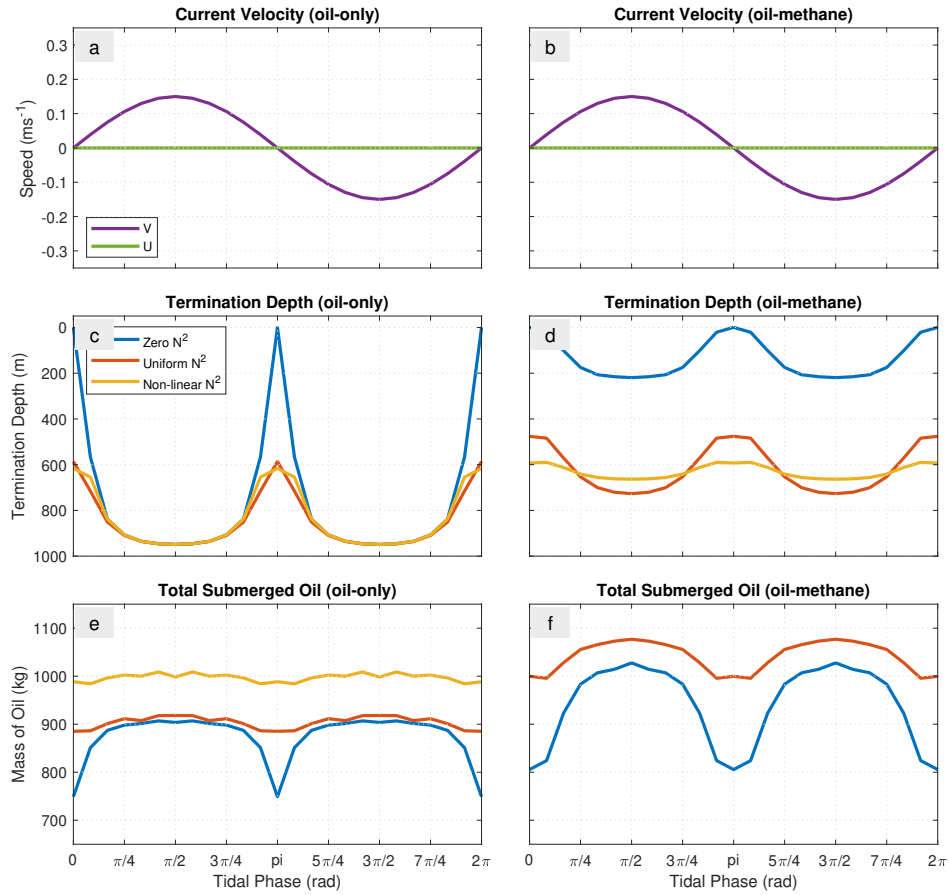 Current Velocity (oil-only)
a
0.3
0.2
0.1
0
-0.1
-0.2
-0.3
Speed (ms⁻¹)
V
U
Current Velocity (oil-methane)
b
Termination Depth (oil-only)
c
0
200
400
600
800
1000
Termination Depth (m)
Zero N²
Uniform N²
Non-linear N²
Termination Depth (oil-methane)
d
Total Submerged Oil (oil-only)
e
1100
1000
900
800
700
Mass of Oil (kg)
0 π/4 π/2 3π/4 pi 5π/4 3π/2 7π/4 2π
Tidal Phase (rad)
Total Submerged Oil (oil-methane)
f
0 π/4 π/2 3π/4 pi 5π/4 3π/2 7π/4 2π
Tidal Phase (rad)